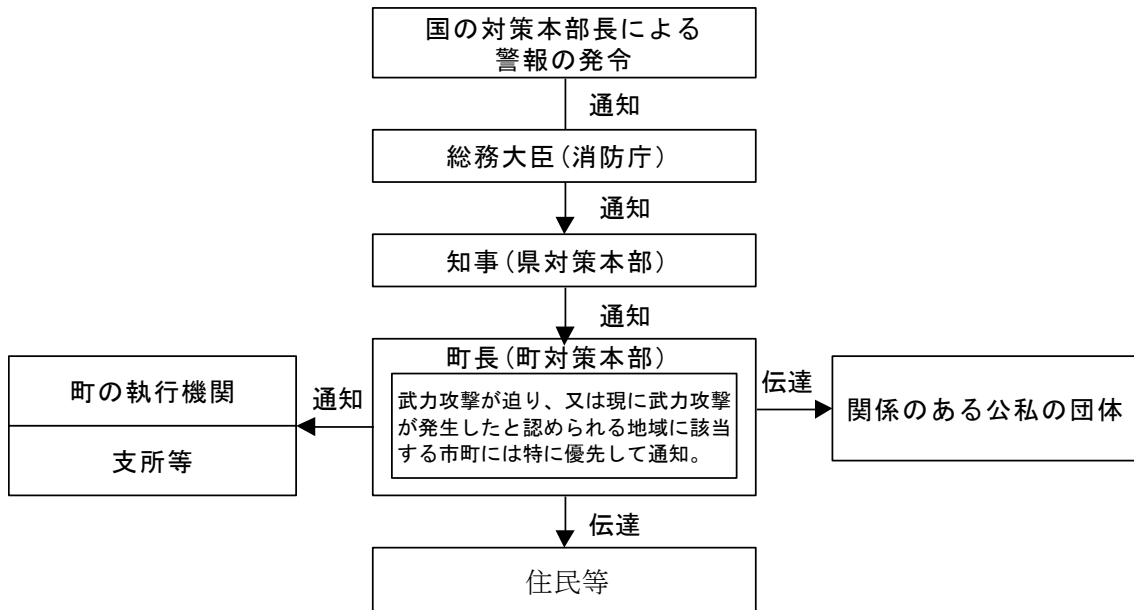 国の対策本部長による
警報の発令
通知
総務大臣(消防庁)
通知
知事(県対策本部)
通知
町長(町対策本部)
武力攻撃が迫り、又は現に武力攻撃
が発生したと認められる地域に該当
する市町には特に優先して通知。
町の執行機関
支所等
通知
伝達
関係のある公私の団体
伝達
住民等